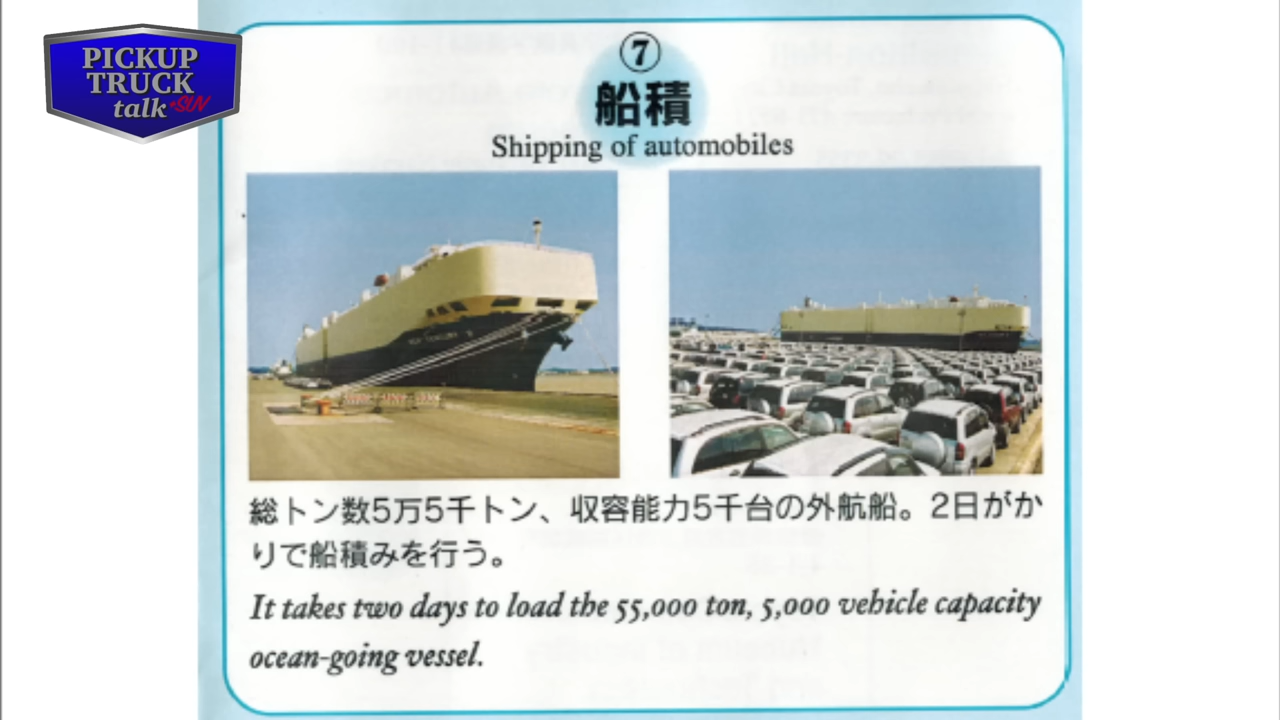 PICKUP
TRUCK
talk +SUV
⑦
船積
Shipping of automobiles
総トン数5万5千トン、収容能力5千台の外航船。2日がか
りで船積みを行う。
It takes two days to load the 55,000 ton, 5,000 vehicle capacity
ocean-going vessel.